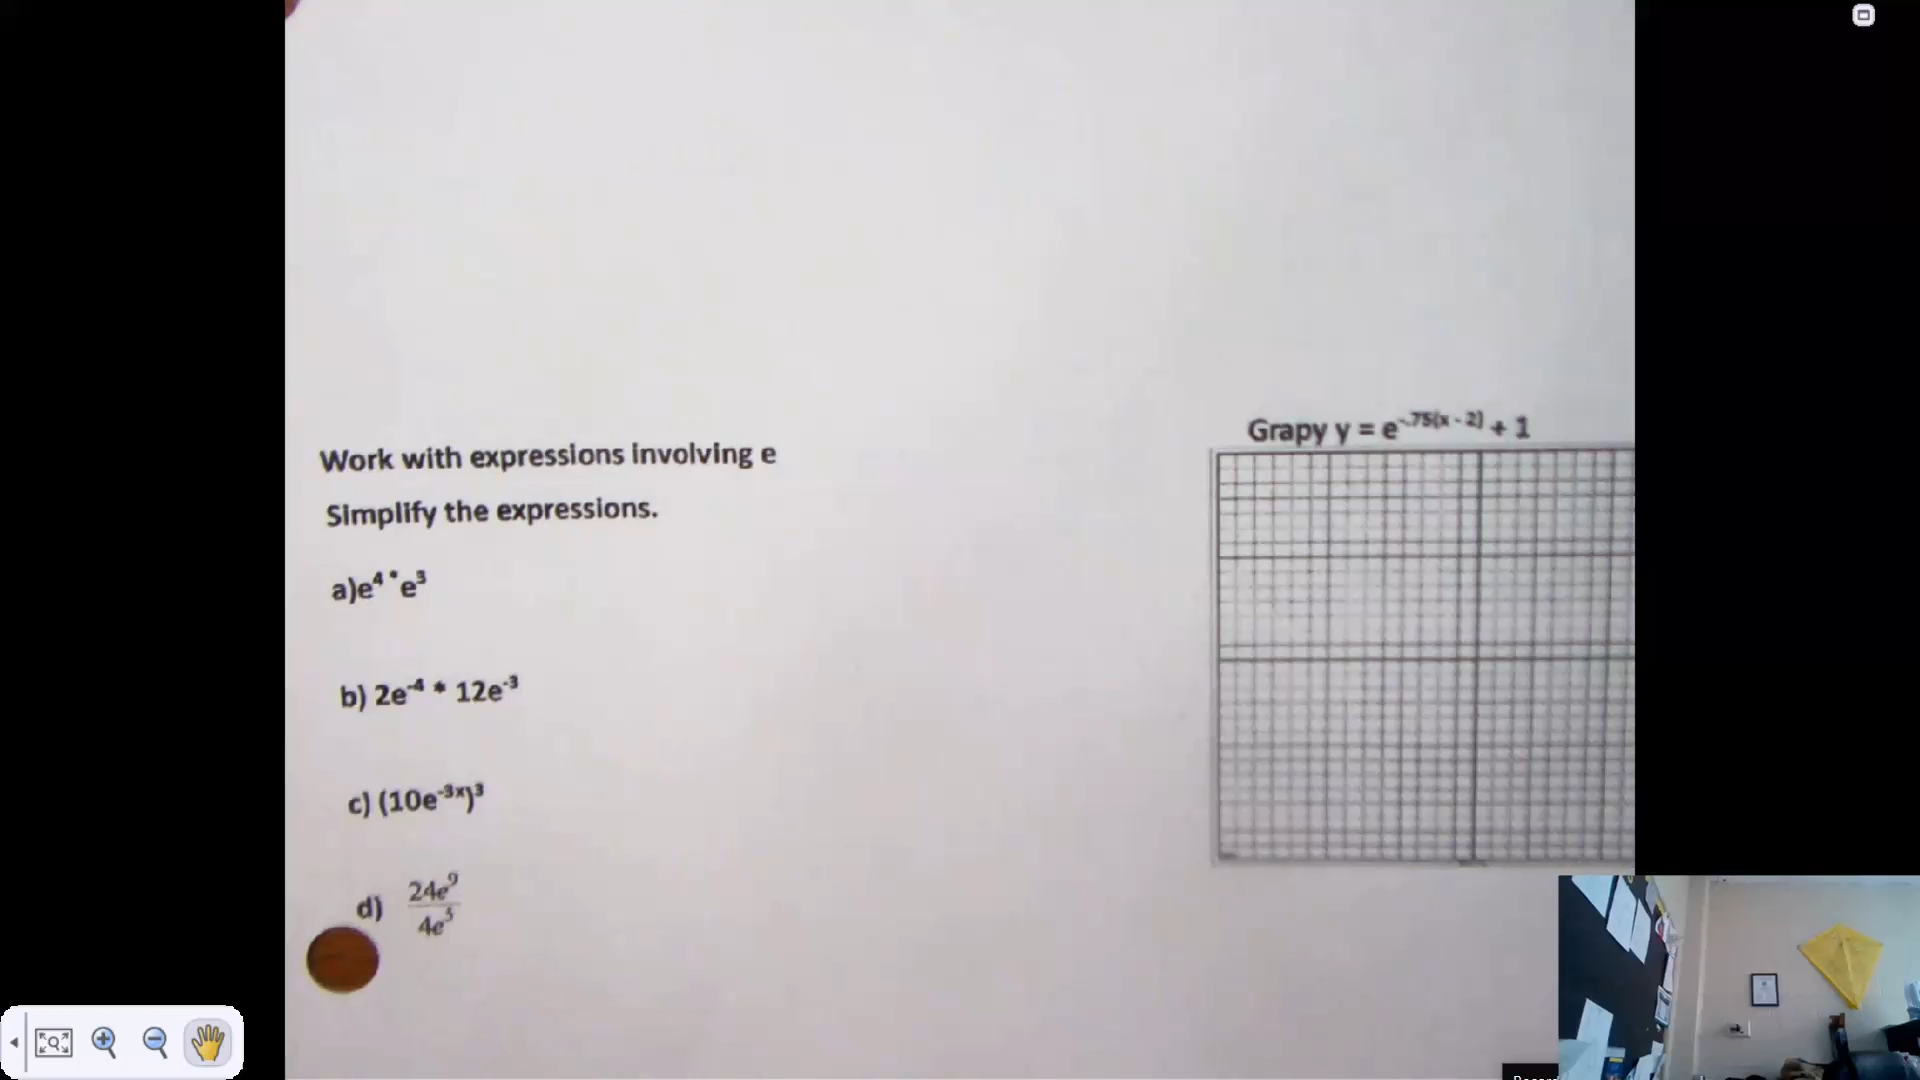 Work with expressions involving e
Simplify the expressions.
a)e⁴ • e³
b) 2e⁻⁴ * 12e⁻³
c) (10e⁻³ˣ)³
d) 24e⁹
4e⁵
Grapy y = e^-.75(x - 2) + 1